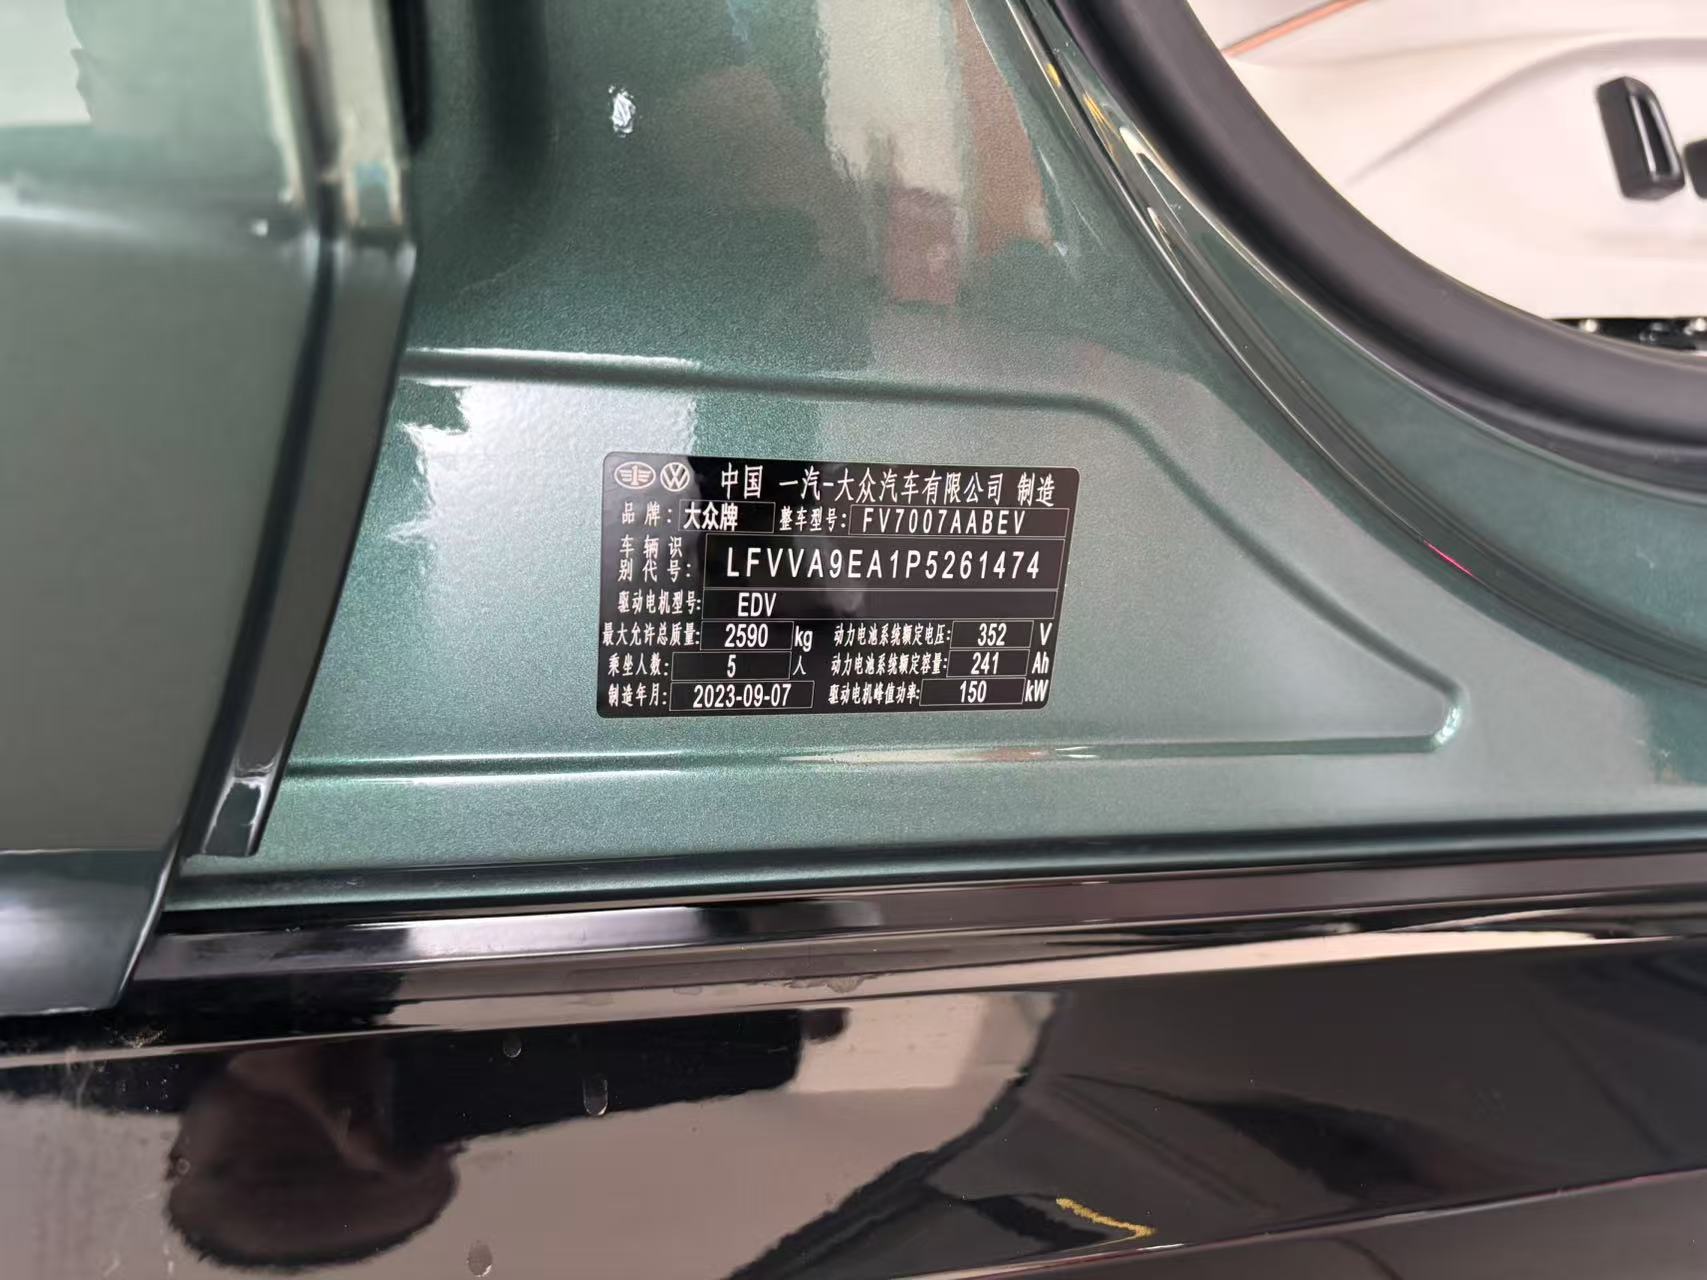 中国 一汽-大众汽车有限公司 制造
品牌: 大众牌 整车型号: FV7007AABEV
车辆识别代号: LFVVA9EA1P5261474
驱动电机型号: EDV
最大允许总质量: 2590 kg 动力电池系统额定电压: 352 V
乘坐人数: 5 人 动力电池系统额定容量: 241 Ah
制造年月: 2023-09-07 驱动电机峰值功率: 150 kW